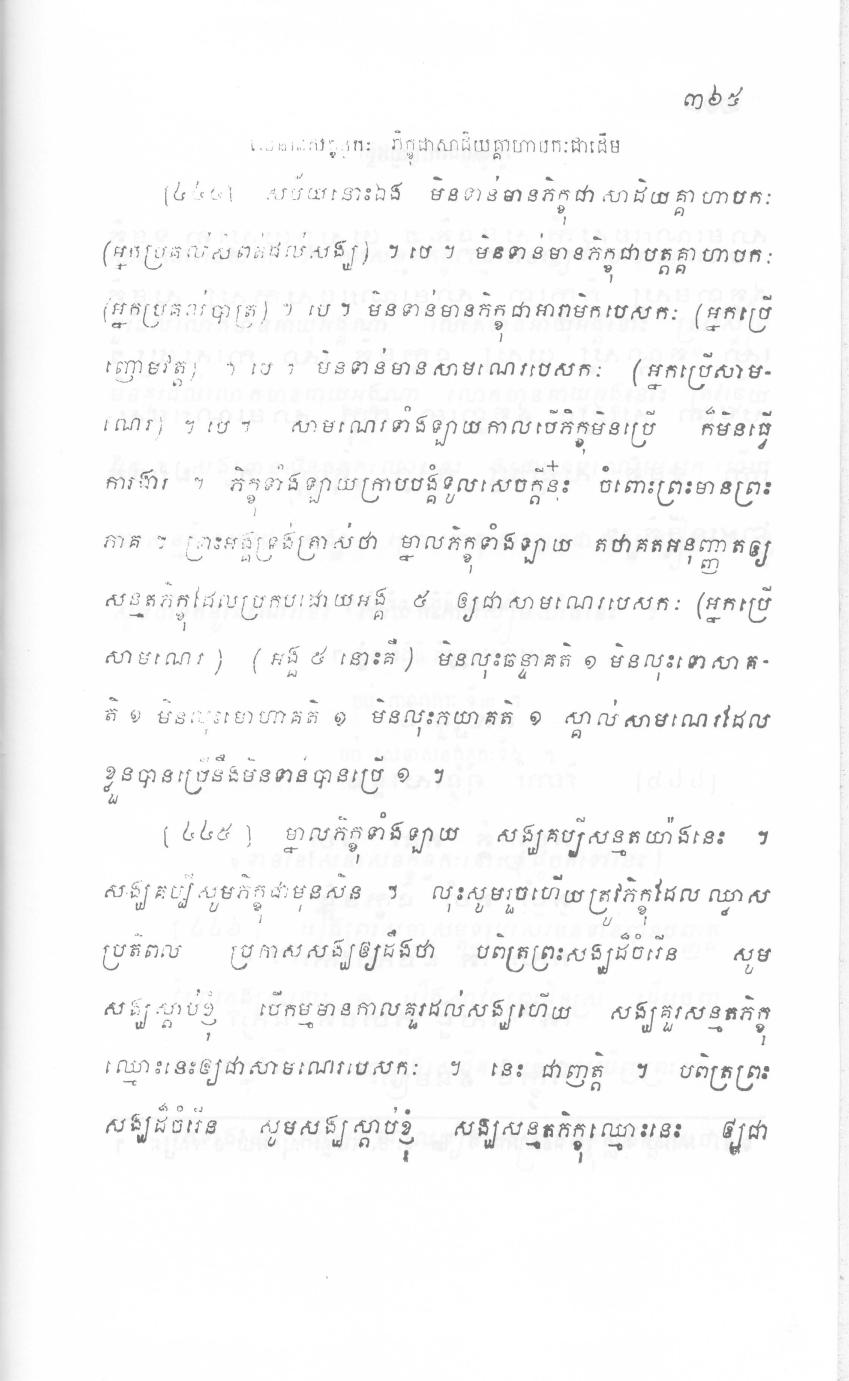 ៣៦៥
ភិក្ខុជាសាដិយគ្គាហាបកៈជាដើម
សម័យនោះឯង មិនទាន់មានភិក្ខុជាសាដិយគ្គាហាបកៈ
(អ្នកប្រគល់សំពត់ដល់សង្ឃ) ។ បេ ។ មិនទាន់មានភិក្ខុជាបត្តគ្គាហាបកៈ
(អ្នកប្រគល់បាត្រ) ។ បេ ។ មិនទាន់មានភិក្ខុជាអារាមិកបេសកៈ (អ្នកប្រើ
ញោមវត្ត) ។ បេ ។ មិនទាន់មានសាមណេរបេសកៈ (អ្នកប្រើសាម-
ណេរ) ។ បេ ។ សាមណេរទាំងឡាយកាលបើភិក្ខុមិនប្រើ ក៏មិនធ្វើ
ការងារ ។ ភិក្ខុទាំងឡាយក្រាបបង្គំទូលសេចក្តីនុ៎ះ ចំពោះព្រះមានព្រះ
ភាគ ។ ព្រះអង្គទ្រង់ត្រាស់ថា ម្នាលភិក្ខុទាំងឡាយ តថាគតអនុញ្ញាតឲ្យ
សន្មតភិក្ខុដែលប្រកបដោយអង្គ ៥ ឲ្យជាសាមណេរបេសកៈ (អ្នកប្រើ
សាមណេរ) (អង្គ ៥ នោះគឺ) មិនលុះឆន្ទាគតិ ១ មិនលុះទោសាគ-
តិ ១ មិនលុះមោហាគតិ ១ មិនលុះភយាគតិ ១ ស្គាល់សាមណេរដែល
ខ្លួនបានប្រើនឹងមិនទាន់បានប្រើ ១ ។
[៤៤៥] ម្នាលភិក្ខុទាំងឡាយ សង្ឃគប្បីសន្មតយ៉ាងនេះ ។
សង្ឃគប្បីសូមភិក្ខុជាមុនសិន ។ លុះសូមរួចហើយត្រូវភិក្ខុដែលឈ្លាស
ប្រតិពល ប្រកាសសង្ឃឲ្យដឹងថា បពិត្រព្រះសង្ឃដ៏ចំរើន សូម
សង្ឃស្តាប់ខ្ញុំ បើកម្មមានកាលគួរដល់សង្ឃហើយ សង្ឃគួរសន្មតភិក្ខុ
ឈ្មោះនេះឲ្យជាសាមណេរបេសកៈ ។ នេះជាញត្តិ ។ បពិត្រព្រះ
សង្ឃដ៏ចំរើន សូមសង្ឃស្តាប់ខ្ញុំ សង្ឃសន្មតភិក្ខុឈ្មោះនេះ ឲ្យជា